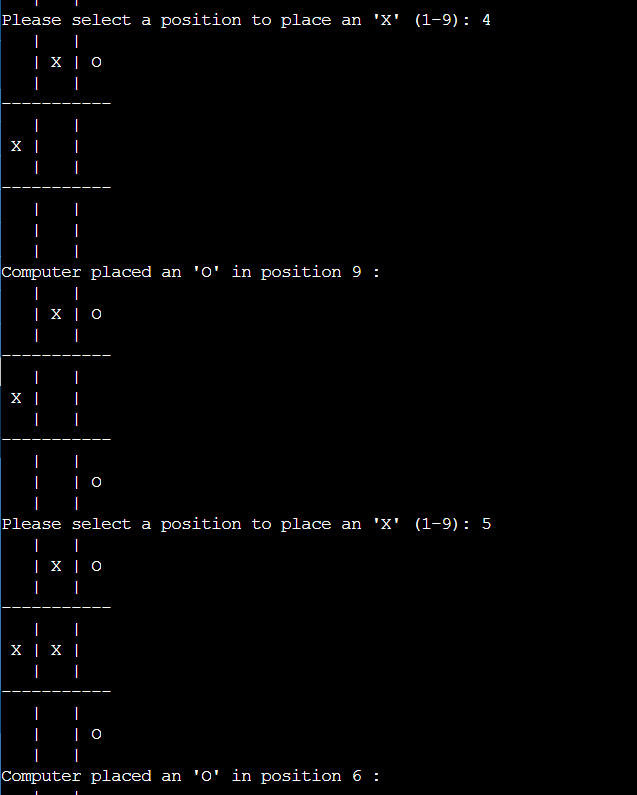 Please select a position to place an 'X' (1-9): 4
   |   |
   | X | O
   |   |
-----------
   |   |
 X |   |
   |   |
-----------
   |   |
   |   |
   |   |
Computer placed an 'O' in position 9 :
   |   |
   | X | O
   |   |
-----------
   |   |
 X |   |
   |   |
-----------
   |   |
   |   | O
   |   |
Please select a position to place an 'X' (1-9): 5
   |   |
   | X | O
   |   |
-----------
   |   |
 X | X |
   |   |
-----------
   |   |
   |   | O
   |   |
Computer placed an 'O' in position 6 :
   |   |